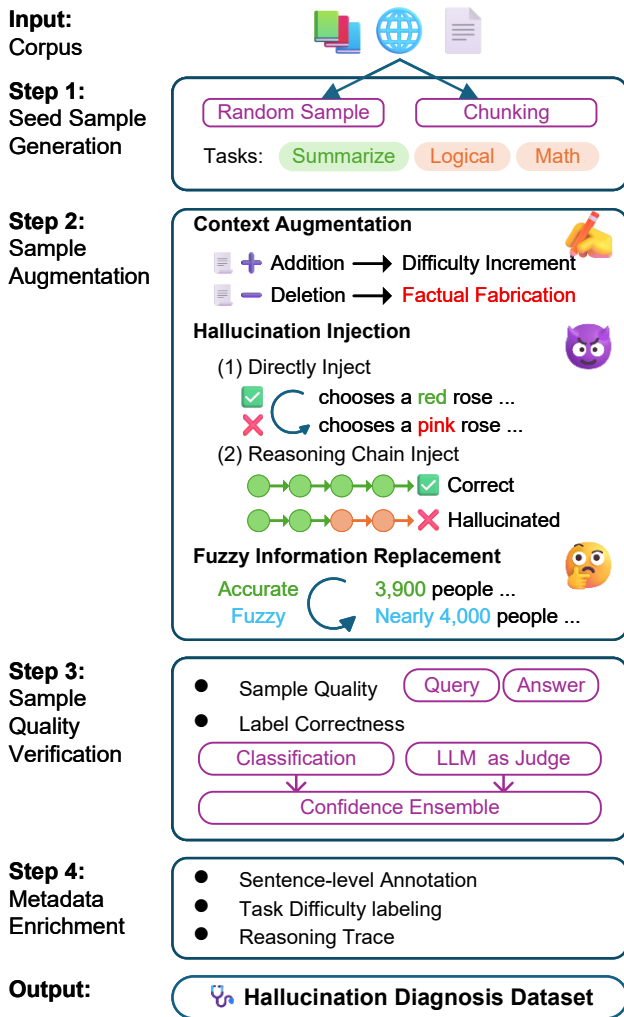 Input:
Corpus
Step 1:
Seed Sample
Generation
Random Sample
Chunking
Tasks: Summarize Logical Math
Step 2:
Sample
Augmentation
Context Augmentation
Addition Difficulty Increment
Deletion Factual Fabrication
Hallucination Injection
(1) Directly Inject
chooses a red rose ...
chooses a pink rose ...
(2) Reasoning Chain Inject
Correct
Hallucinated
Fuzzy Information Replacement
Accurate 3,900 people ...
Fuzzy Nearly 4,000 people ...
Step 3:
Sample
Quality
Verification
Sample Quality Query Answer
Label Correctness
Classification LLM as Judge
Confidence Ensemble
Step 4:
Metadata
Enrichment
Sentence-level Annotation
Task Difficulty labeling
Reasoning Trace
Output:
Hallucination Diagnosis Dataset